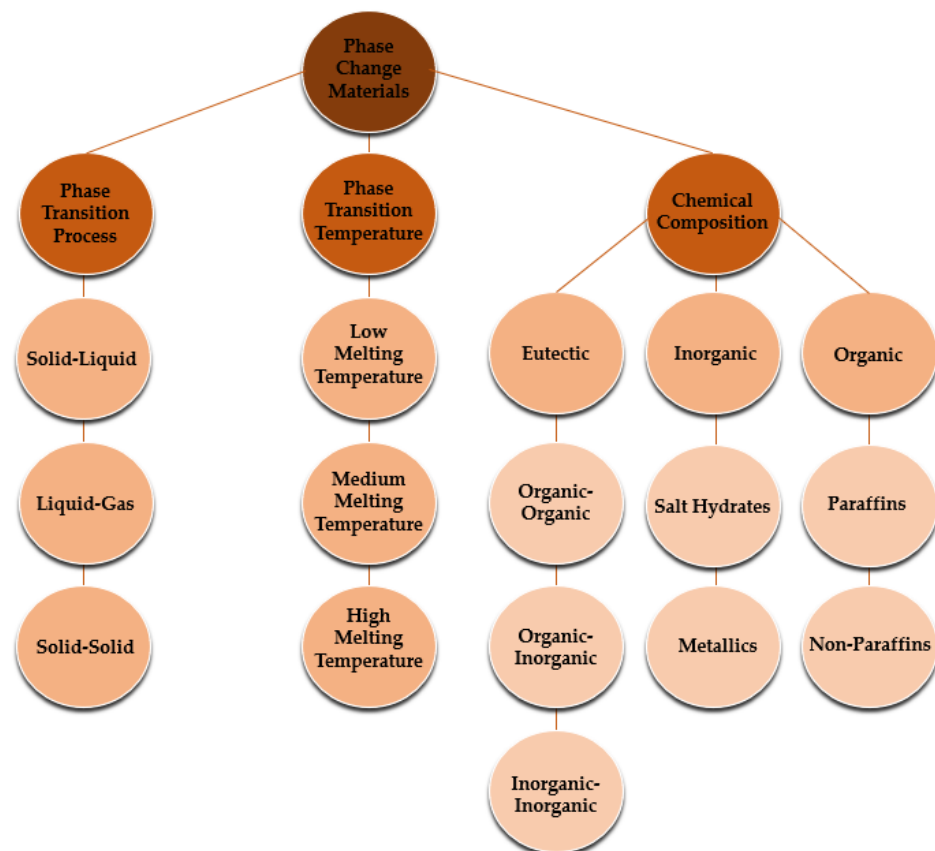 Phase
Change
Materials
Phase
Transition
Process
Phase
Transition
Temperature
Chemical
Composition
Solid-Liquid
Low
Melting
Temperature
Eutectic
Inorganic
Organic
Liquid-Gas
Medium
Melting
Temperature
Organic-
Organic
Salt Hydrates
Paraffins
Solid-Solid
High
Melting
Temperature
Organic-
Inorganic
Metallics
Non-Paraffins
Inorganic-
Inorganic